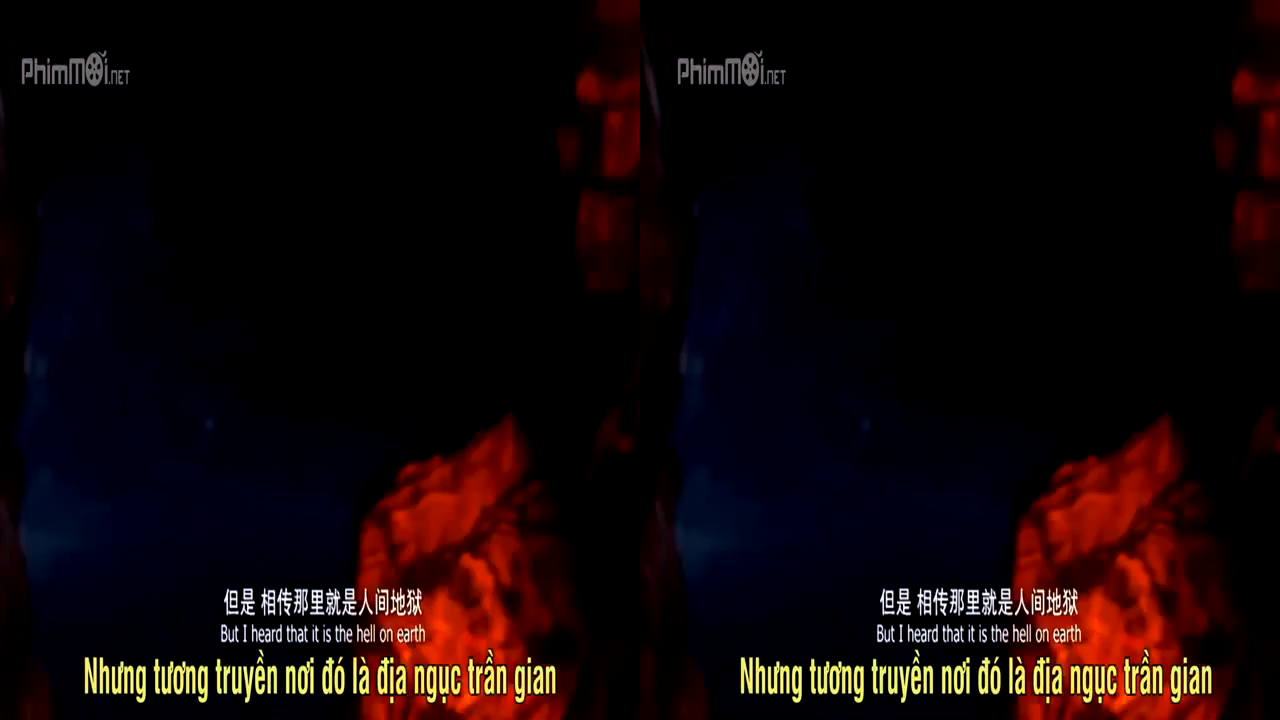 PhimMỡi.NET PhimMỡi.NET
但是 相传那里就是人间地狱 但是 相传那里就是人间地狱
But I heard that it is the hell on earth But I heard that it is the hell on earth
Nhưng tương truyền nơi đó là địa ngục trần gian Nhưng tương truyền nơi đó là địa ngục trần gian